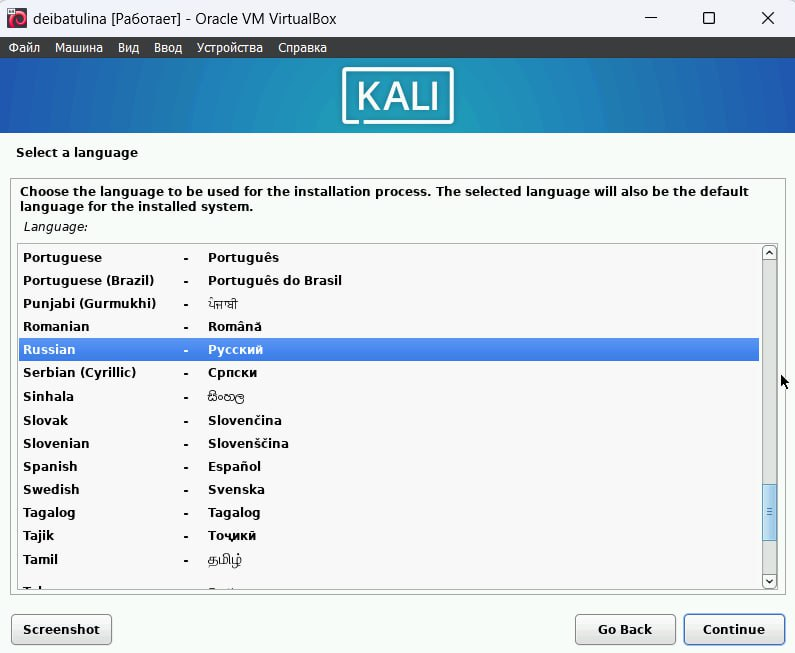 deibatulina [Работает] - Oracle VM VirtualBox
Файл Машина Вид Ввод Устройства Справка
KALI
Select a language
Choose the language to be used for the installation process. The selected language will also be the default
language for the installed system.
Language:
Portuguese - Português
Portuguese (Brazil) - Português do Brasil
Punjabi (Gurmukhi) - ਪੰਜਾਬੀ
Romanian - Română
Russian - Русский
Serbian (Cyrillic) - Српски
Sinhala - සිංහල
Slovak - Slovenčina
Slovenian - Slovenščina
Spanish - Español
Swedish - Svenska
Tagalog - Tagalog
Tajik - Тоҷикӣ
Tamil - தமிழ்
Screenshot Go Back Continue